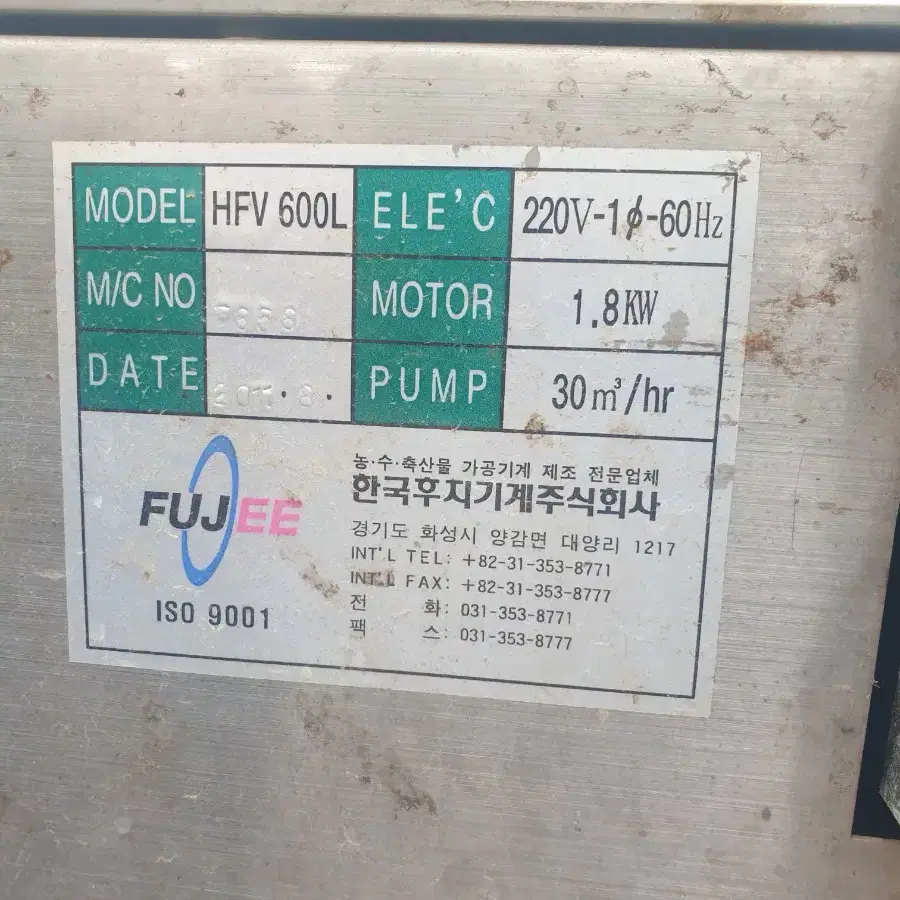 MODEL HFV 600L ELE'C 220V-1ϕ-60Hz
M/C NO MOTOR 1.8KW
DATE PUMP 30㎥/hr
FUJEE
ISO 9001
농·수·축산물 가공기계 제조 전문업체
한국후지기계주식회사
경기도 화성시 양감면 대양리 1217
INT'L TEL: +82-31-353-8771
INT'L FAX: +82-31-353-8777
전 화: 031-353-8771
팩 스: 031-353-8777